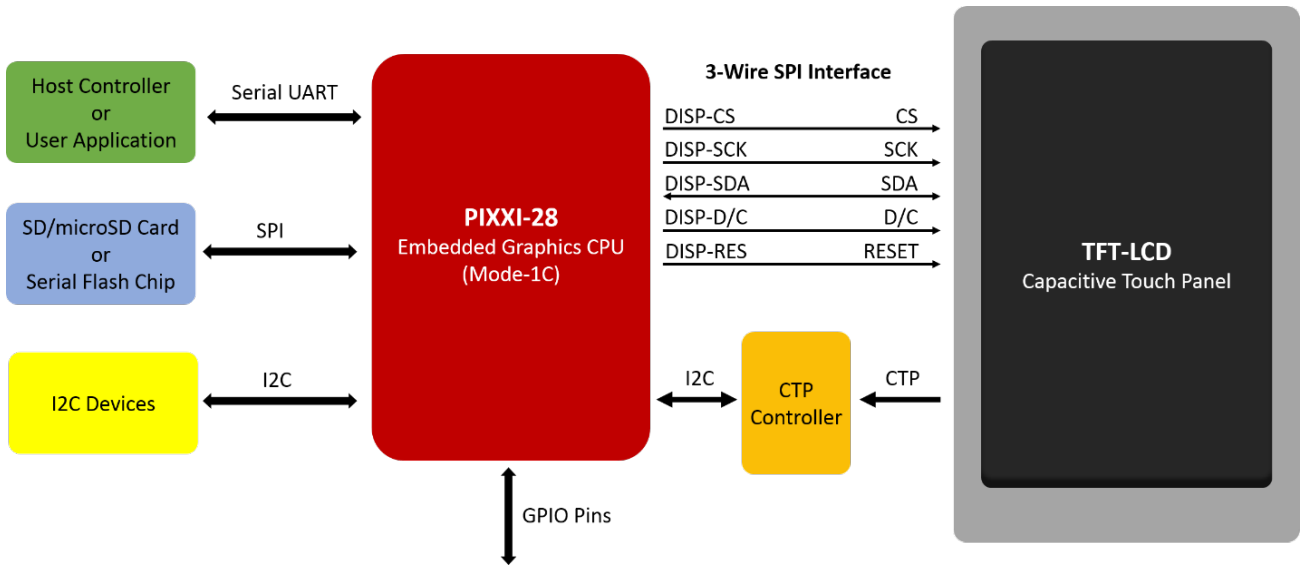 Host Controller
or
User Application
Serial UART
SD/microSD Card
or
Serial Flash Chip
SPI
I2C Devices
I2C
PIXXI-28
Embedded Graphics CPU
(Mode-1C)
GPIO Pins
3-Wire SPI Interface
DISP-CS CS
DISP-SCK SCK
DISP-SDA SDA
DISP-D/C D/C
DISP-RES RESET
I2C
CTP
Controller
CTP
TFT-LCD
Capacitive Touch Panel